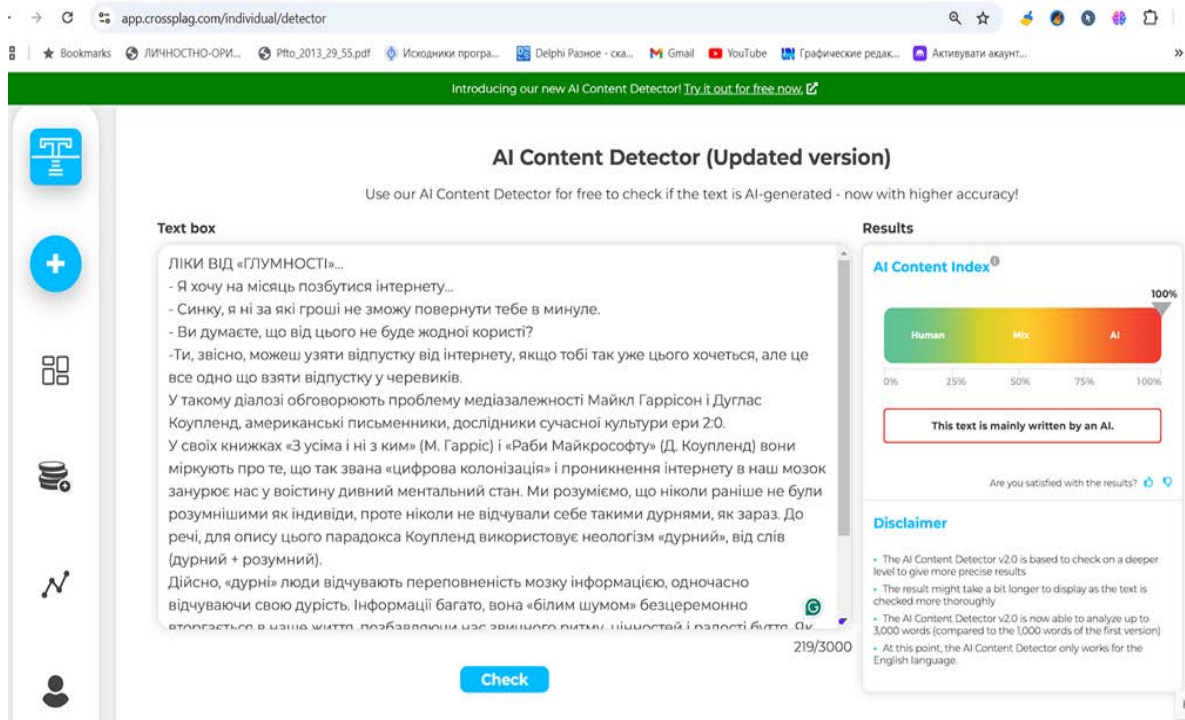 app.crossplag.com/individual/detector
Bookmarks
ЛИЧНОСТНО-ОРИ...
Pfto_2013_29_55.pdf
Исходники програ...
Delphi Разное - ска...
Gmail
YouTube
Графические редак...
Активувати акаунт...
»
Introducing our new AI Content Detector! Try it out for free now.
AI Content Detector (Updated version)
Use our AI Content Detector for free to check if the text is AI-generated - now with higher accuracy!
Text box
ЛІКИ ВІД «ГЛУМНОСТІ»...
- Я хочу на місяць позбутися інтернету...
- Синку, я ні за які гроші не зможу повернути тебе в минуле.
- Ви думаєте, що від цього не буде жодної користі?
-Ти, звісно, можеш узяти відпустку від інтернету, якщо тобі так уже цього хочеться, але це
все одно що взяти відпустку у черевиків.
У такому діалозі обговорюють проблему медіазалежності Майкл Гаррісон і Дуглас
Коупленд, американські письменники, дослідники сучасної культури ери 2:0.
У своїх книжках «З усіма і ні з ким» (М. Гарріс) і «Раби Майкрософту» (Д. Коупленд) вони
міркують про те, що так звана «цифрова колонізація» і проникнення інтернету в наш мозок
занурює нас у воістину дивний ментальний стан. Ми розуміємо, що ніколи раніше не були
розумнішими як індивіди, проте ніколи не відчували себе такими дурнями, як зараз. До
речі, для опису цього парадокса Коупленд використовує неологізм «дурний», від слів
(дурний + розумний).
Дійсно, «дурні» люди відчувають переповненість мозку інформацією, одночасно
відчуваючи свою дурість. Інформації багато, вона «білим шумом» безцеремонно
вторгається в наше життя, позбавляючи нас звичного ритму, цінностей і радості буття. Як
219/3000
Check
Results
AI Content Index
100%
Human Mix AI
0% 25% 50% 75% 100%
This text is mainly written by an AI.
Are you satisfied with the results?
Disclaimer
• The AI Content Detector v2.0 is based to check on a deeper
level to give more precise results
• The result might take a bit longer to display as the text is
checked more thoroughly
• The AI Content Detector v2.0 is now able to analyze up to
3,000 words (compared to the 1,000 words of the first version)
• At this point, the AI Content Detector only works for the
English language.